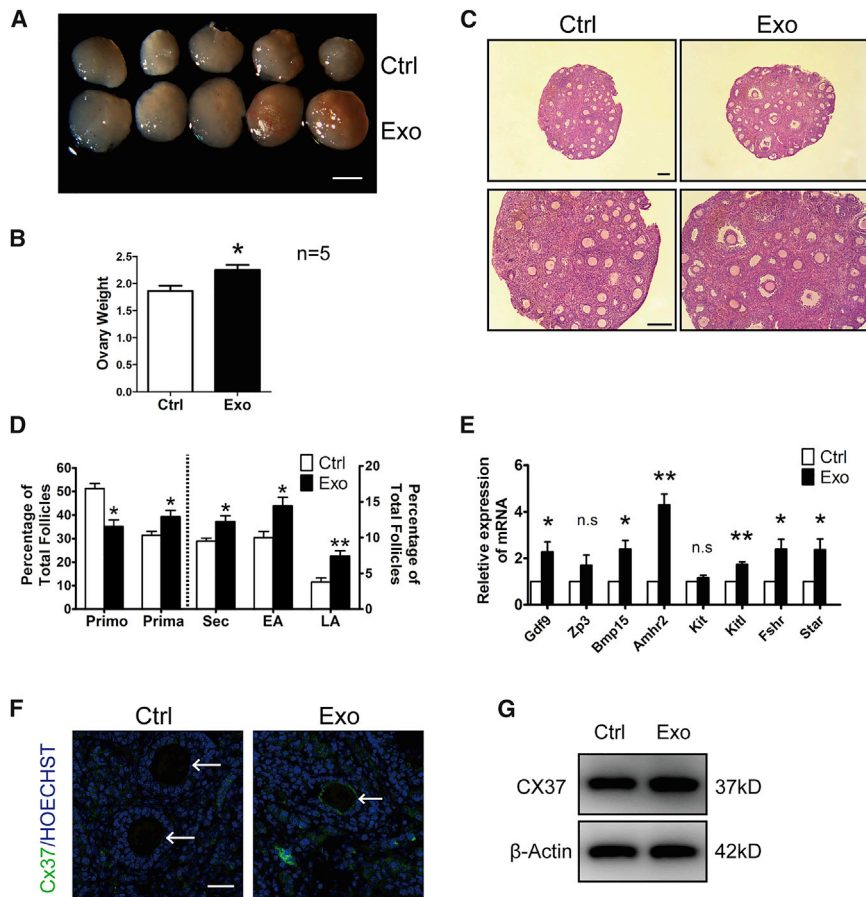 A
Ctrl
Exo
B
*
n=5
Ovary Weight
2.5
2.0
1.5
1.0
0.5
0.0
Ctrl
Exo
C
Ctrl
Exo
D
Ctrl
Exo
Percentage of
Total Follicles
60
50
40
30
20
10
0
* * * * **
20
15
10
5
0
Percentage of
Total Follicles
Primo Prima Sec EA LA
E
Ctrl
Exo
Reletive expression
of mRNA
6
4
2
0
* n.s * ** n.s ** * *
Gdf9 Zp3 Bmp15 Amhr2 Kit Kitl Fshr Star
F
Ctrl
Exo
Cx37/HOECHST
G
Ctrl Exo
CX37 37kD
β-Actin 42kD